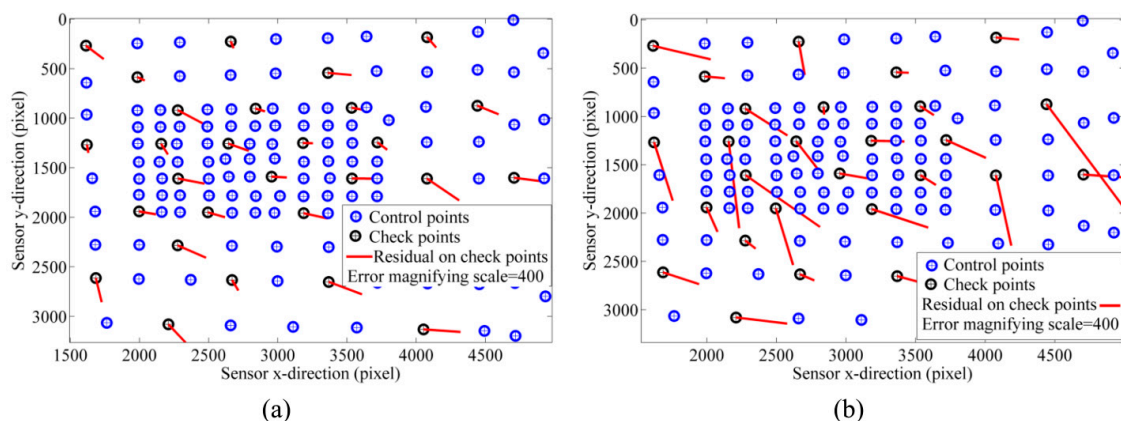 0
500
1000
1500
2000
2500
3000
Sensor y-direction (pixel)
1500 2000 2500 3000 3500 4000 4500
Sensor x-direction (pixel)
Control points
Check points
Residual on check points
Error magnifying scale=400
(a)
0
500
1000
1500
2000
2500
3000
Sensor y-direction (pixel)
2000 2500 3000 3500 4000 4500
Sensor x-direction (pixel)
Control points
Check points
Residual on check points
Error magnifying scale=400
(b)